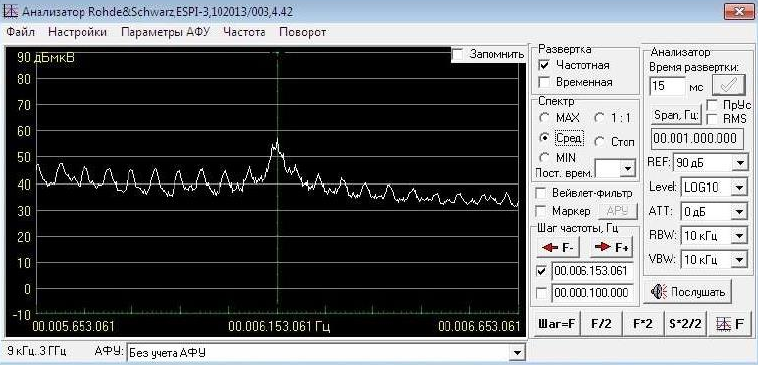 Анализатор Rohde&Schwarz,ESPI-3,102013/003,4.42
Файл Настройки Параметры АФУ Частота Поворот
90 дБмкВ
80
70
60
50
40
30
20
10
0
-10
Запомнить
00.005.653.061 00.006.153.061 Гц 00.006.653.061
9 кГц..3 ГГц АФУ: Без учета АФУ
Развертка
Частотная
Временная
Спектр
MAX 1 : 1
Сред Стоп
MIN
Пост. врем.
Вейвлет-фильтр
Маркер АРУ
Шаг частоты, Гц
F- F+
00.006.153.061
00.000.100.000
Анализатор
Время развертки:
15 мс
Span, Гц: ПрУс
RMS
00.001.000.000
REF: 90 дБ
Level: LOG10
ATT: 0 дБ
RBW: 10 кГц
VBW: 10 кГц
Послушать
Шаг=F F/2 F*2 S*2/2 F